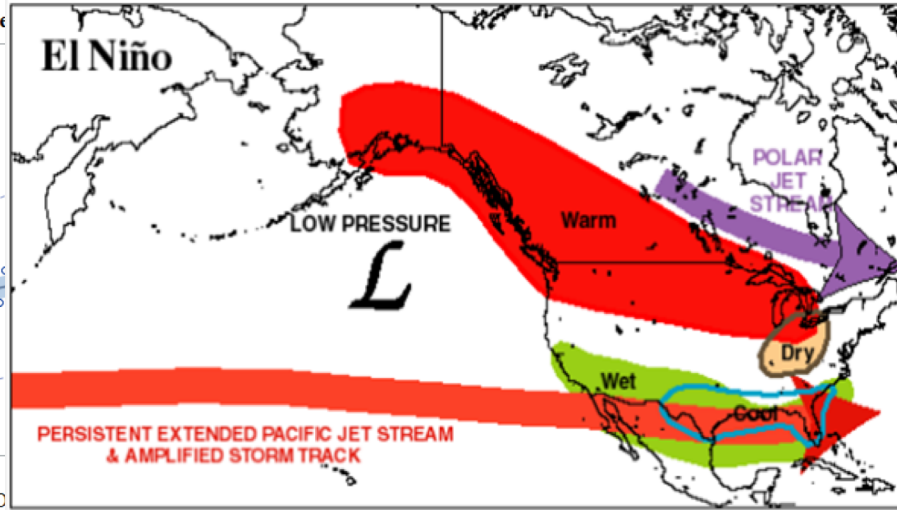 El Niño
POLAR
JET
STREAM
LOW PRESSURE
L
Warm
Dry
Wet
Cool
PERSISTENT EXTENDED PACIFIC JET STREAM
& AMPLIFIED STORM TRACK